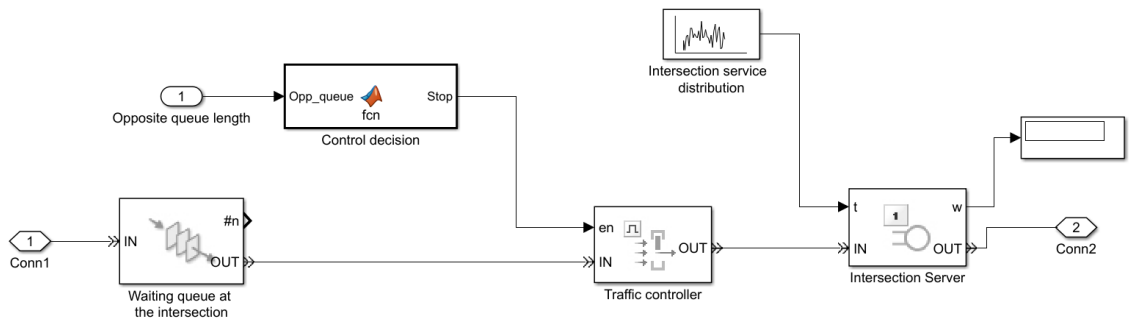 Intersection service
distribution
1
Opposite queue length
Opp_queue
Stop
fcn
Control decision
1
Conn1
IN
#n
OUT
Waiting queue at
the intersection
en
IN
OUT
Traffic controller
t
1
w
IN
OUT
Intersection Server
2
Conn2